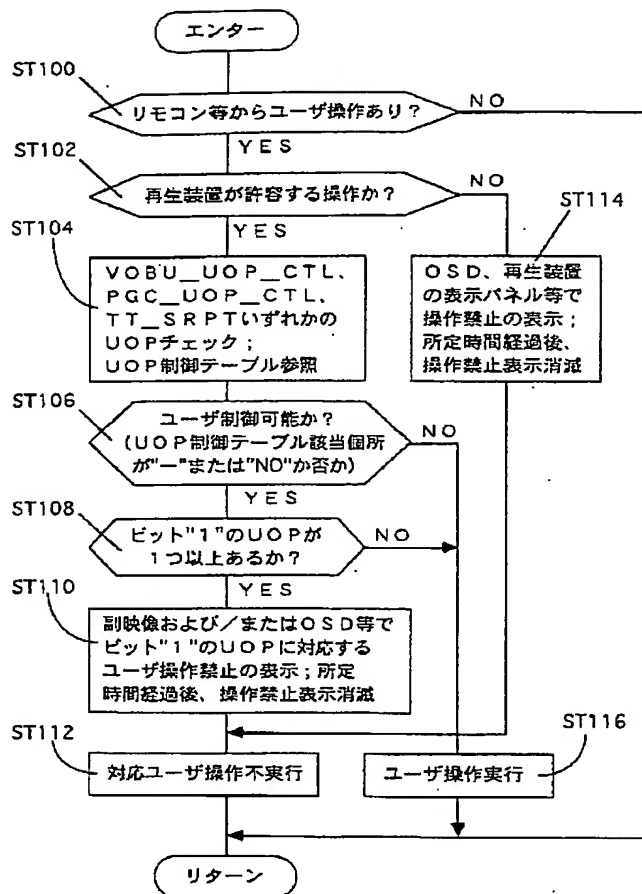 エンター
ST100
リモコン等からユーザ操作あり？
NO
YES
ST102
再生装置が許容する操作か？
NO
YES
ST104
VOBU＿UOP＿CTL、
PGC＿UOP＿CTL、
TT＿SRPTいずれかの
UOPチェック；
UOP制御テーブル参照
ST114
OSD、再生装置
の表示パネル等で
操作禁止の表示；
所定時間経過後、
操作禁止表示消滅
ST106
ユーザ制御可能か？
(UOP制御テーブル該当個所
が"ー"または"NO"か否か)
NO
YES
ST108
ビット"1"のUOPが
1つ以上あるか？
NO
YES
ST110
副映像および／またはOSD等で
ビット"1"のUOPに対応する
ユーザ操作禁止の表示；所定
時間経過後、操作禁止表示消滅
ST112
対応ユーザ操作不実行
ST116
ユーザ操作実行
リターン